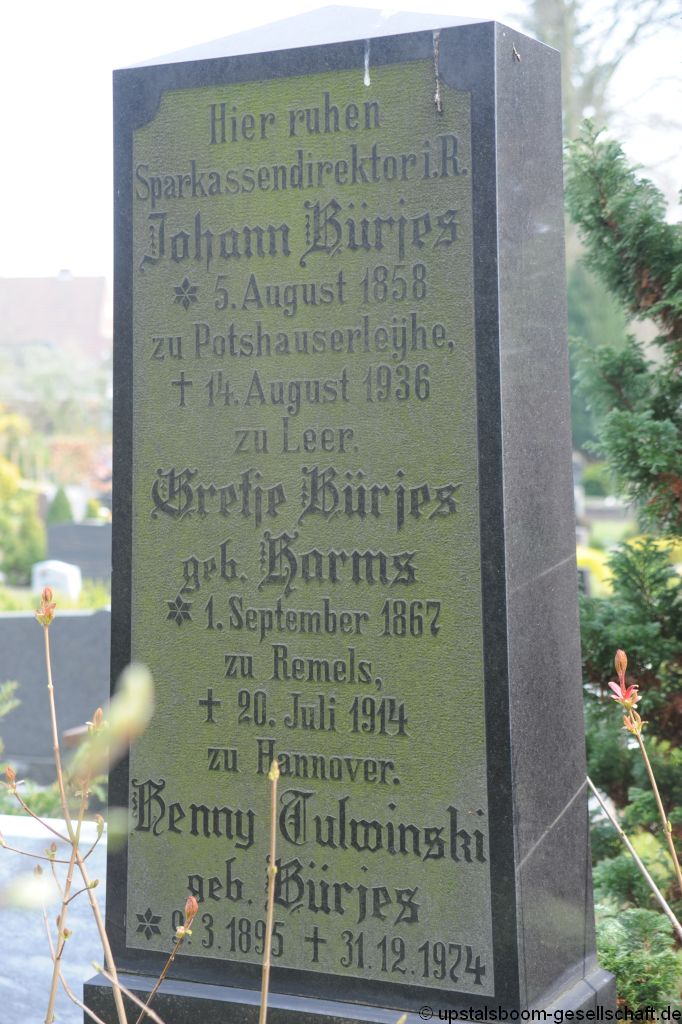 Hier ruhen
Sparkassendirektor i.R.
Johann Bürjes
* 5. August 1858
zu Potshauserleÿhe,
† 14. August 1936
zu Leer.
Gretje Bürjes
geb. Harms
* 1. September 1867
zu Remels,
† 20. Juli 1914
zu Hannover.
Henny Tulwinski
geb. Bürjes
* 9.3.1895 † 31.12.1974
© upstalsboom-gesellschaft.de